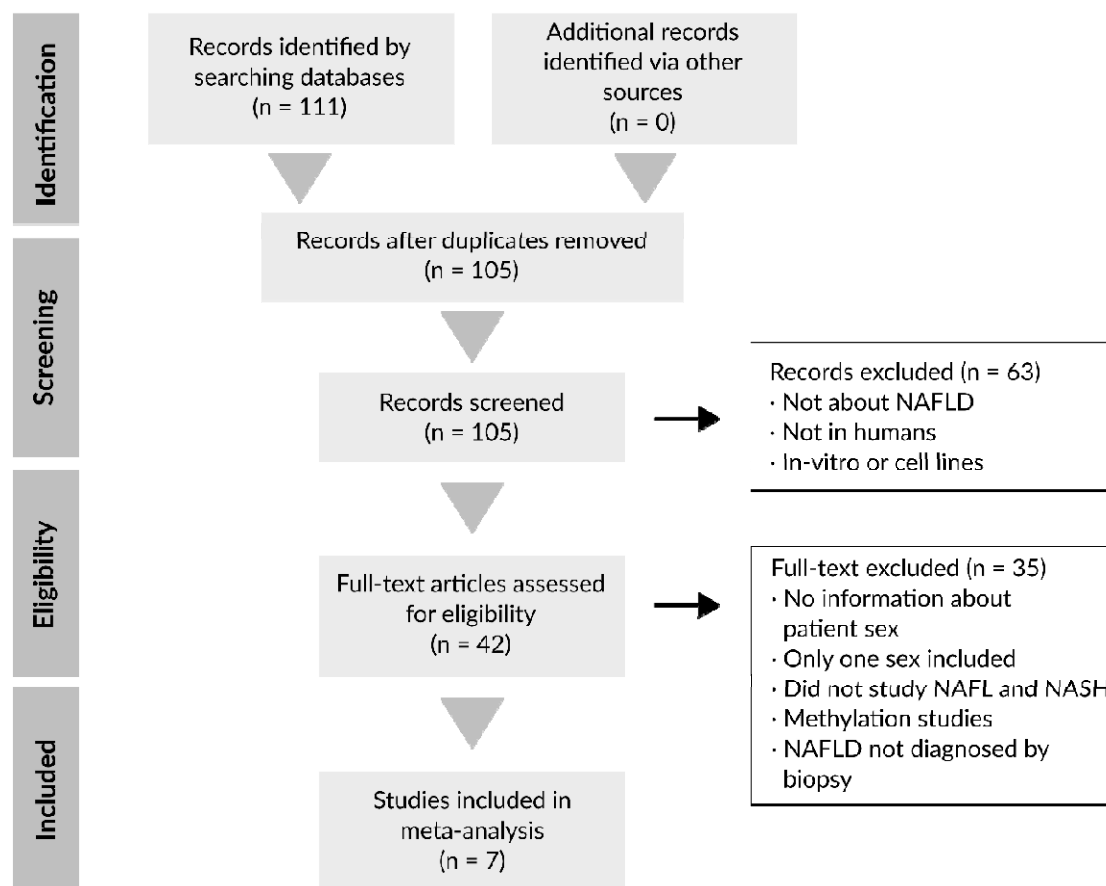 Identification
Records identified by
searching databases
(n = 111)
Additional records
identified via other
sources
(n = 0)
Screening
Records after duplicates removed
(n = 105)
Records screened
(n = 105)
Records excluded (n = 63)
· Not about NAFLD
· Not in humans
· In-vitro or cell lines
Eligibility
Full-text articles assessed
for eligibility
(n = 42)
Full-text excluded (n = 35)
· No information about
patient sex
· Only one sex included
· Did not study NAFL and NASH
· Methylation studies
· NAFLD not diagnosed by
biopsy
Included
Studies included in
meta-analysis
(n = 7)